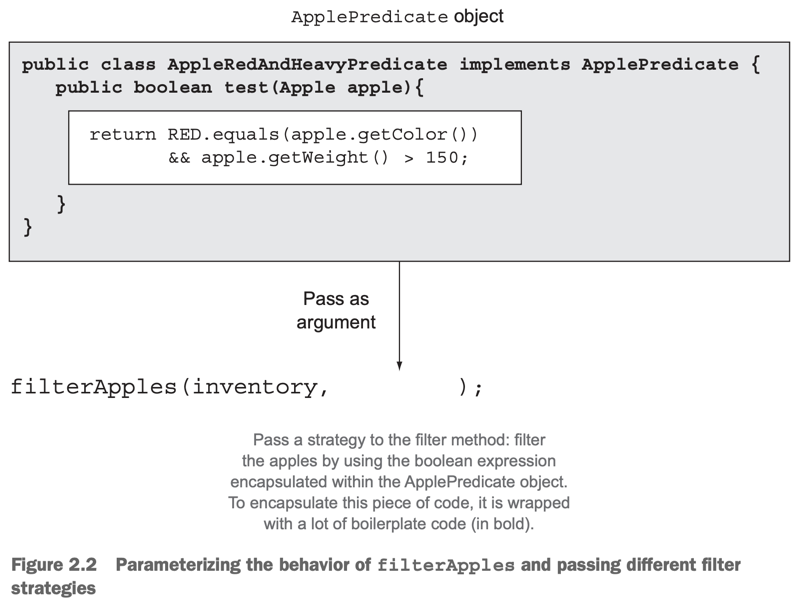 ApplePredicate object
public class AppleRedAndHeavyPredicate implements ApplePredicate {
public boolean test(Apple apple){
return RED.equals(apple.getColor())
&& apple.getWeight() > 150;
}
}
Pass as
argument
filterApples(inventory,          );
Pass a strategy to the filter method: filter
the apples by using the boolean expression
encapsulated within the ApplePredicate object.
To encapsulate this piece of code, it is wrapped
with a lot of boilerplate code (in bold).
Figure 2.2 Parameterizing the behavior of filterApples and passing different filter
strategies